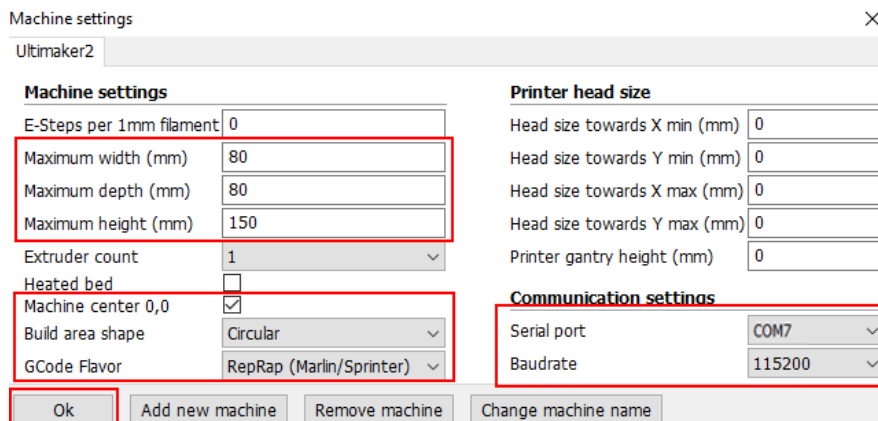 Machine settings
Ultimaker2
Machine settings
E-Steps per 1mm filament 0
Maximum width (mm) 80
Maximum depth (mm) 80
Maximum height (mm) 150
Extruder count 1
Heated bed
Machine center 0,0
Build area shape Circular
GCode Flavor RepRap (Marlin/Sprinter)
Printer head size
Head size towards X min (mm) 0
Head size towards Y min (mm) 0
Head size towards X max (mm) 0
Head size towards Y max (mm) 0
Printer gantry height (mm) 0
Communication settings
Serial port COM7
Baudrate 115200
Ok Add new machine Remove machine Change machine name